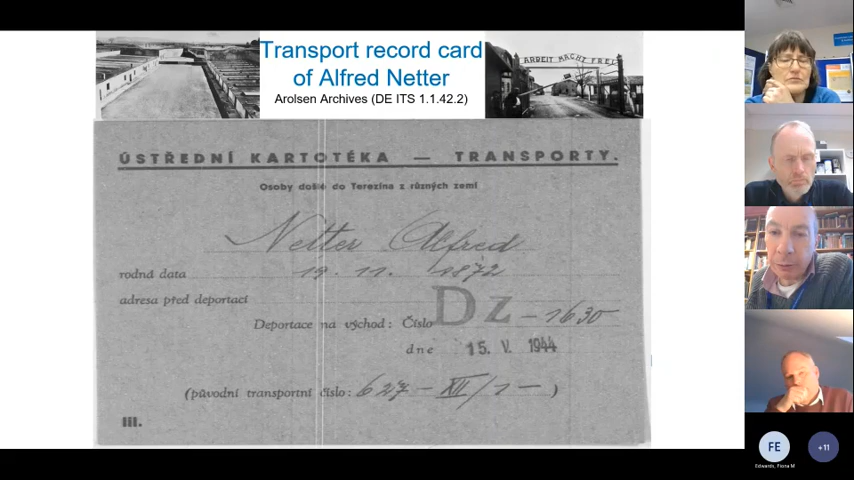 Transport record card
of Alfred Netter
Arolsen Archives (DE ITS 1.1.42.2)
ARBEIT MACHT FREI
ÚSTŘEDNÍ KARTOTÉKA — TRANSPORTY.
Osoby došlé do Terezína z různých zemí
Netter Alfred
rodná data 19. 11. 1872
adresa před deportací
Deportace na východ: Číslo Dz - 1630
dne 15. V. 1944
(původní transportní číslo: 627 - XII/1 - )
III.
FE
+11
Edwards, Fiona M